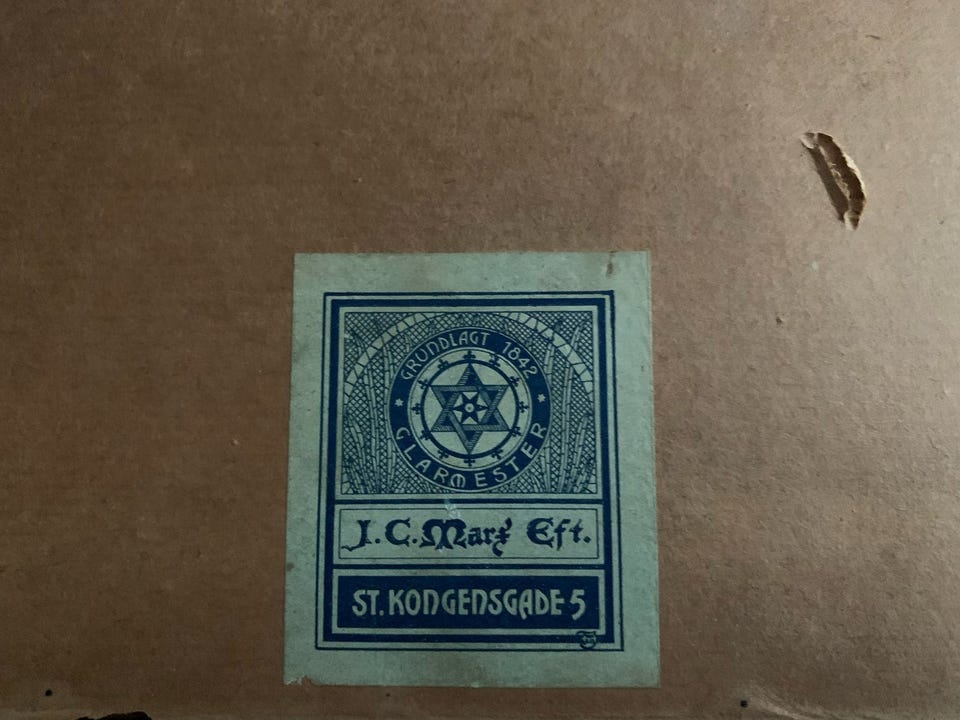 GRUNDLAGT 1842
GLARMESTER
J.C. Marx' Eft.
ST. KONGENSGADE 5